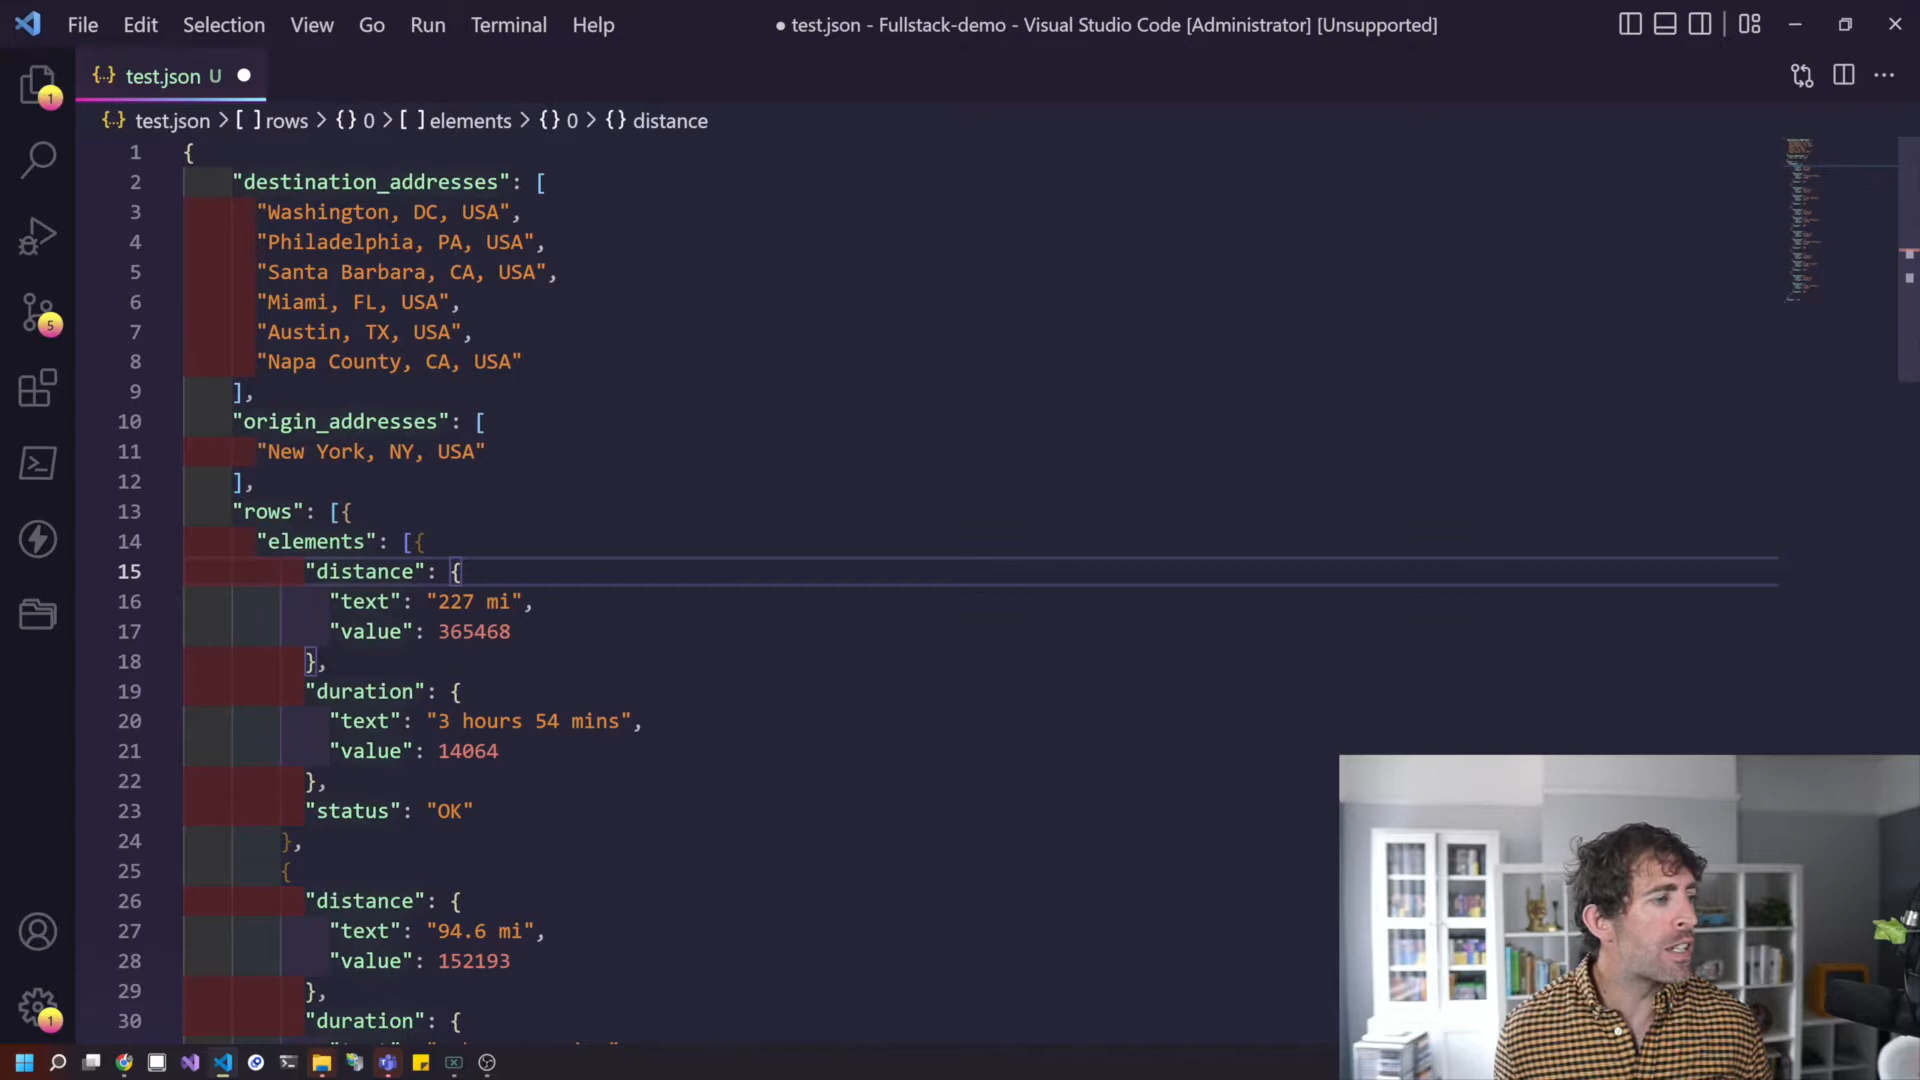 File Edit Selection View Go Run Terminal Help
● test.json - Fullstack-demo - Visual Studio Code [Administrator] [Unsupported]
{..} test.json U ●
{..} test.json > [ ] rows > {} 0 > [ ] elements > {} 0 > {} distance
1 {
2 "destination_addresses": [
3 "Washington, DC, USA",
4 "Philadelphia, PA, USA",
5 "Santa Barbara, CA, USA",
6 "Miami, FL, USA",
7 "Austin, TX, USA",
8 "Napa County, CA, USA"
9 ],
10 "origin_addresses": [
11 "New York, NY, USA"
12 ],
13 "rows": [{
14 "elements": [{
15 "distance": {
16 "text": "227 mi",
17 "value": 365468
18 },
19 "duration": {
20 "text": "3 hours 54 mins",
21 "value": 14064
22 },
23 "status": "OK"
24 },
25 {
26 "distance": {
27 "text": "94.6 mi",
28 "value": 152193
29 },
30 "duration": {
1
5
1